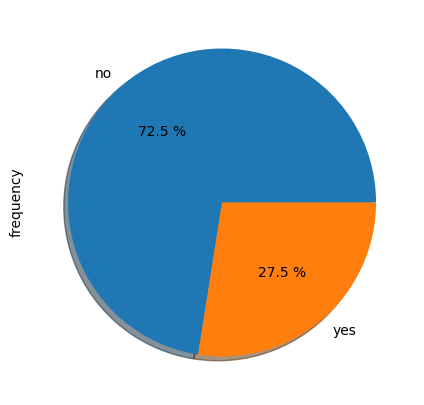 no
72.5 %
frequency
27.5 %
yes